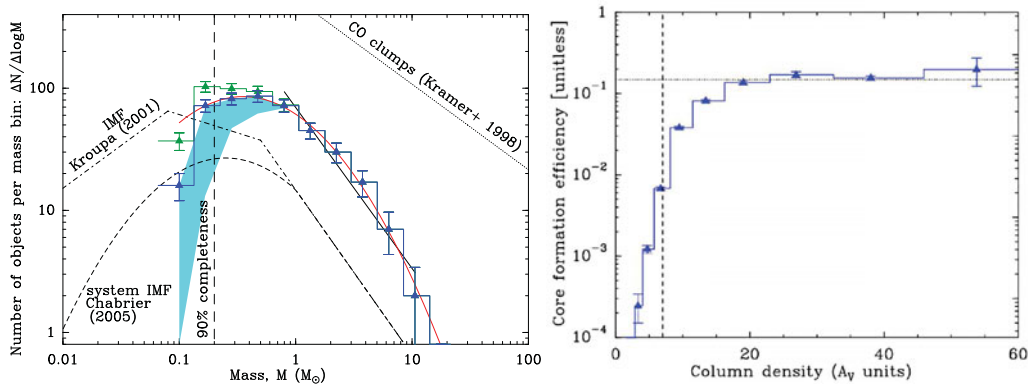 Number of objects per mass bin: ΔN/ΔlogM
100
10
1
IMF
Kroupa (2001)
CO clumps (Kramer+ 1998)
system IMF
Chabrier
(2005)
90% completeness
0.01
0.1
1
10
100
Mass, M (M⊙)
Core formation efficiency [unitless]
1
10⁻¹
10⁻²
10⁻³
10⁻⁴
0
20
40
60
Column density (Aᵥ units)